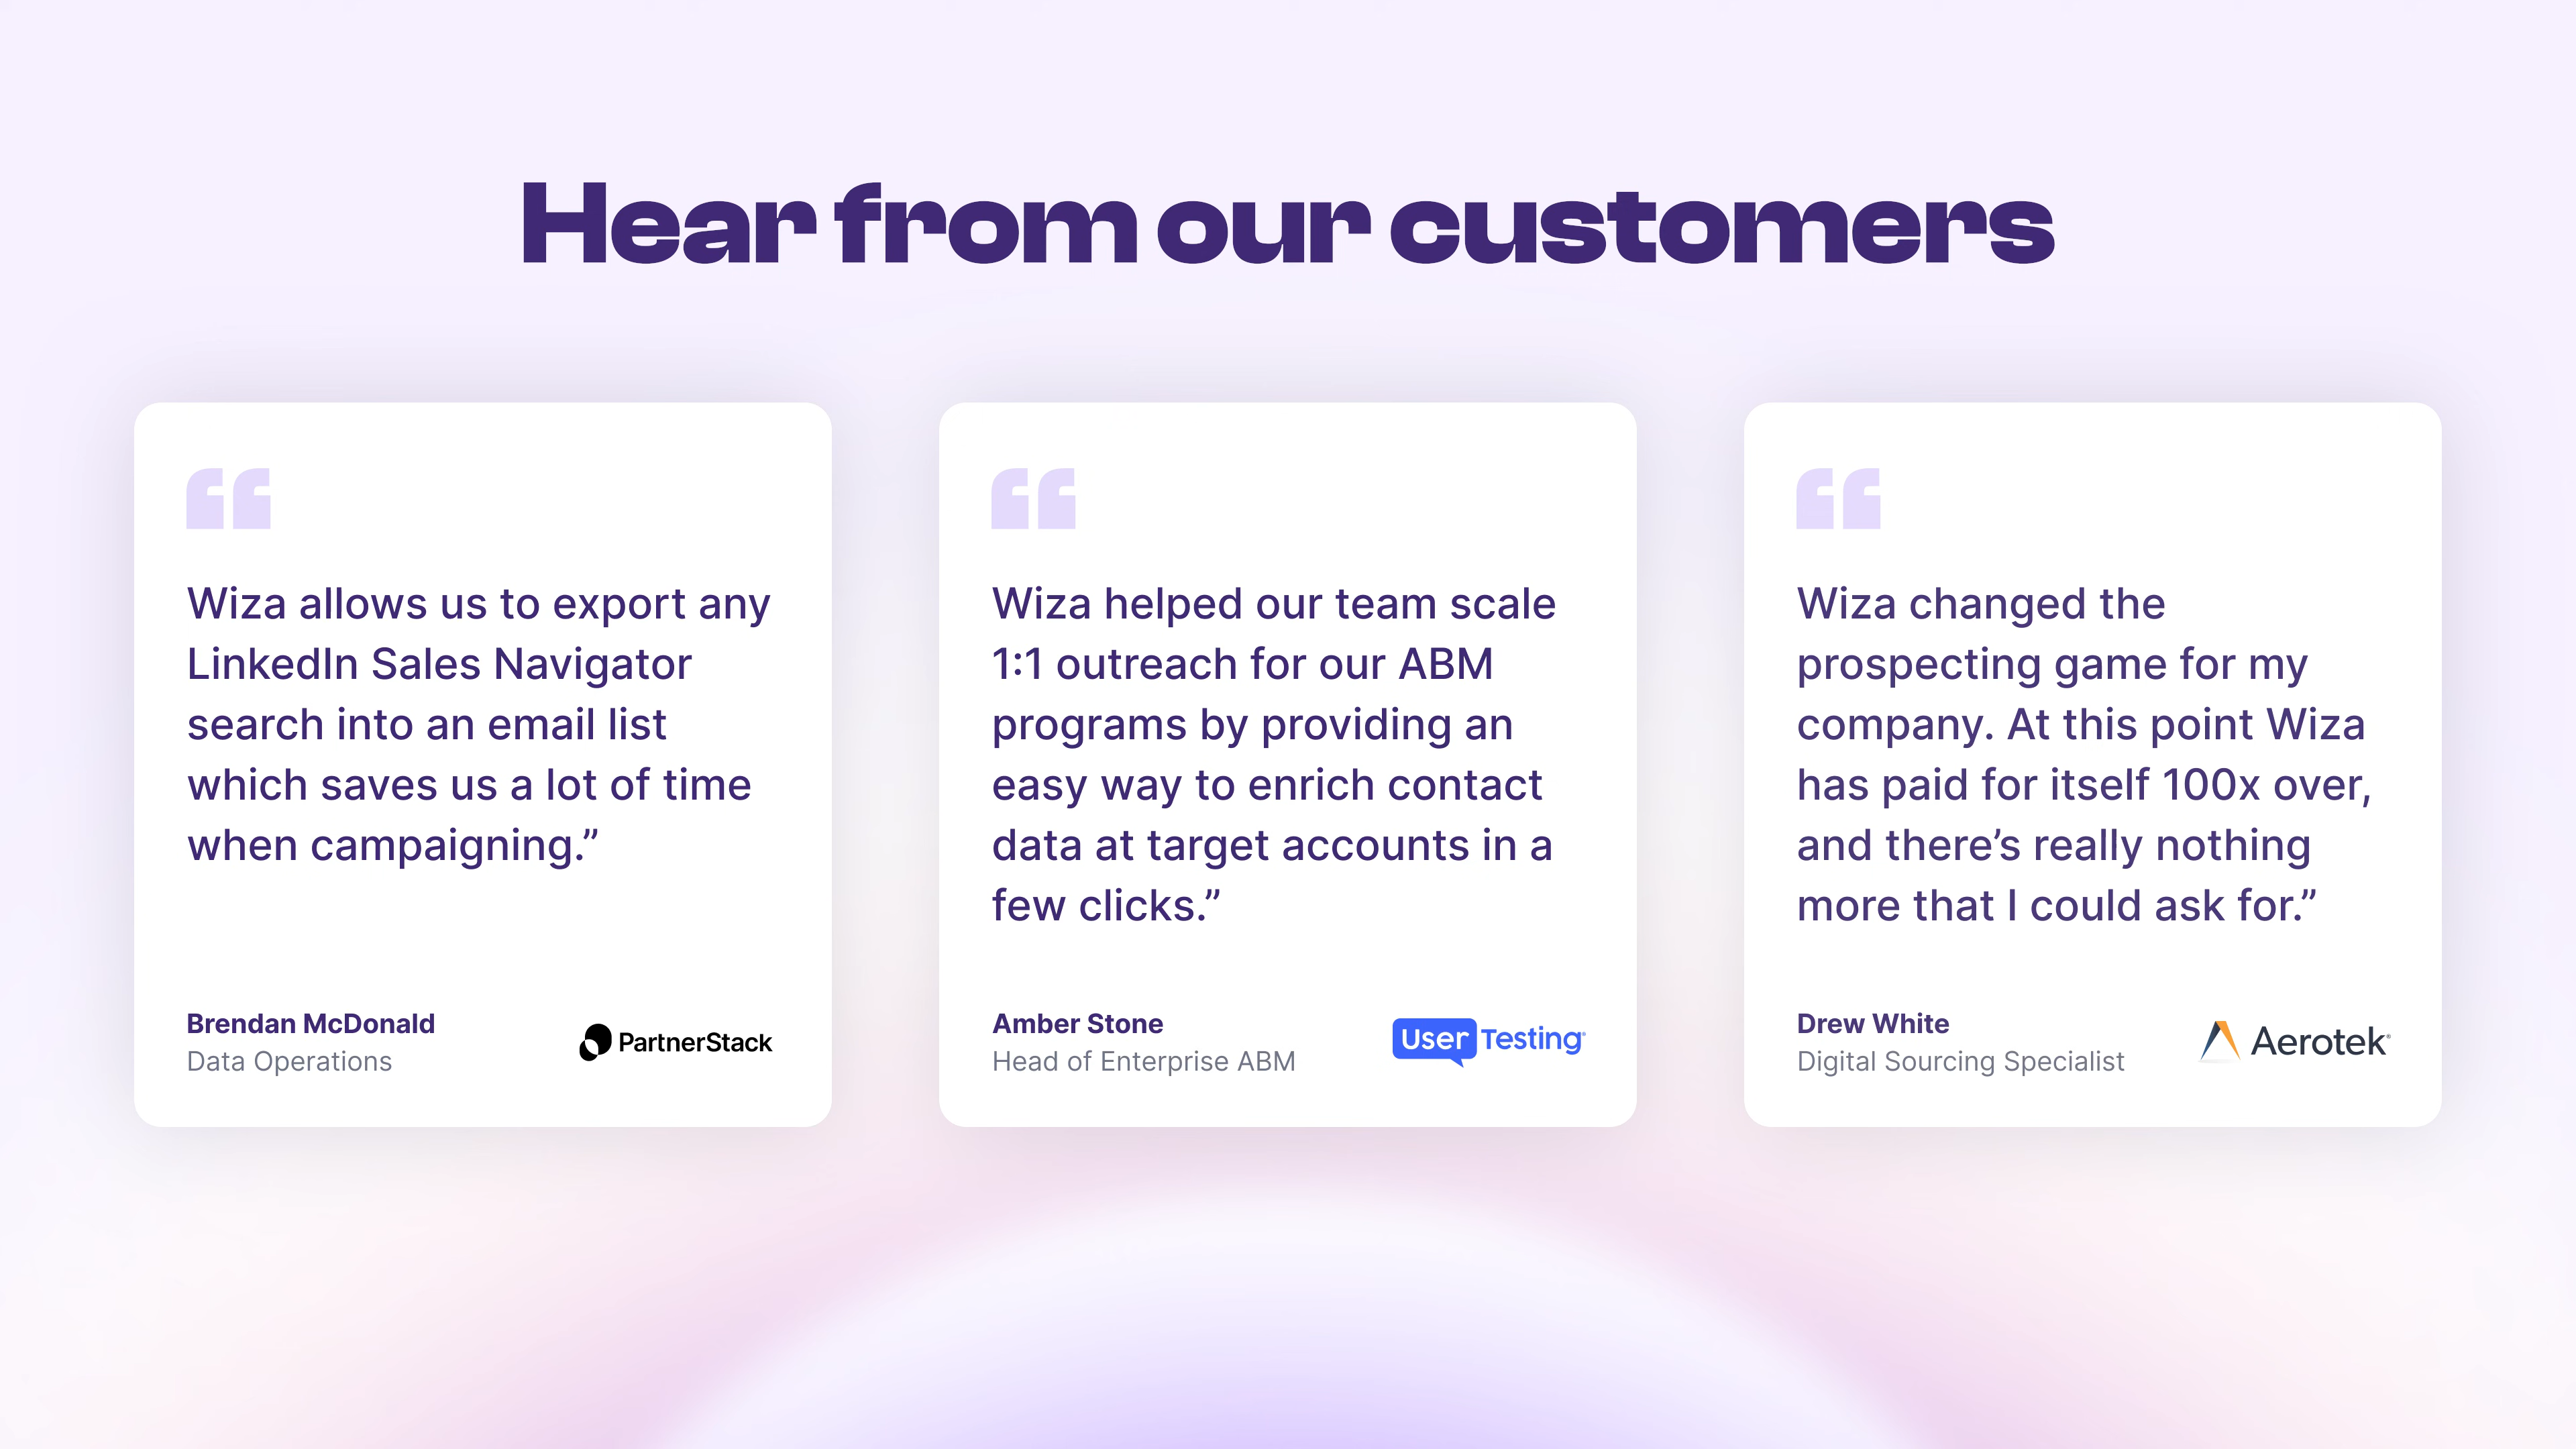 Hear from our customers
Wiza allows us to export any
LinkedIn Sales Navigator
search into an email list
which saves us a lot of time
when campaigning.”
Brendan McDonald
Data Operations
PartnerStack
Wiza helped our team scale
1:1 outreach for our ABM
programs by providing an
easy way to enrich contact
data at target accounts in a
few clicks.”
Amber Stone
Head of Enterprise ABM
UserTesting
Wiza changed the
prospecting game for my
company. At this point Wiza
has paid for itself 100x over,
and there’s really nothing
more that I could ask for.”
Drew White
Digital Sourcing Specialist
Aerotek